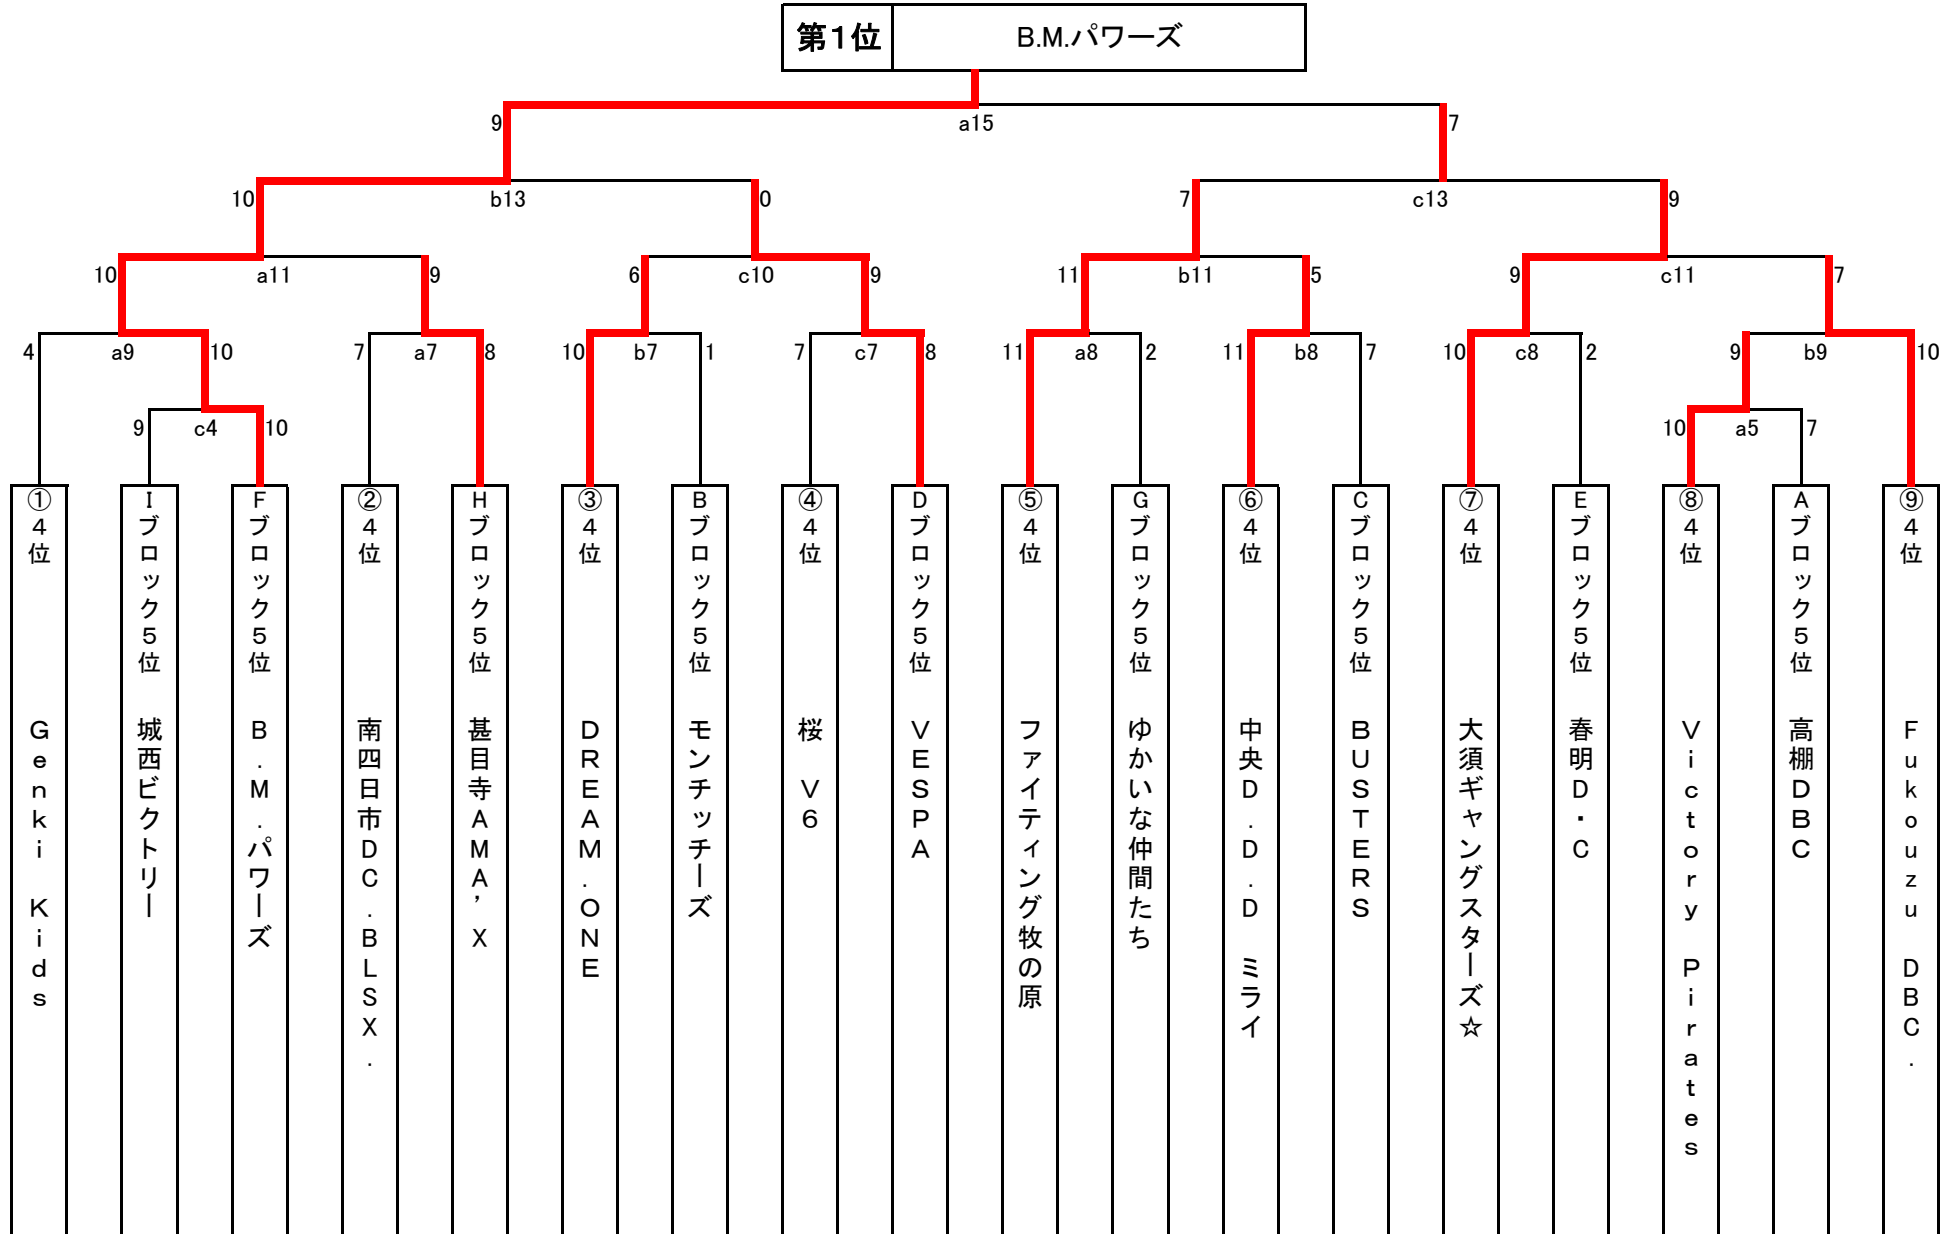 第1位 B.M.パワーズ
9 a15 7
10 b13 0 7 c13 9
10 a11 9 6 c10 9 11 b11 5 9 c11 7
4 a9 10 7 a7 8 10 b7 1 7 c7 8 11 a8 2 11 b8 7 10 c8 2 9 b9 10
9 c4 10 10 a5 7
①4位 Genki Kids
Iブロック5位 城西ビクトリー
Fブロック5位 B.M.パワーズ
②4位 南四日市DC.BLSX.
Hブロック5位 甚目寺AMA'X
③4位 DREAM.ONE
Bブロック5位 モンチッチーズ
④4位 桜 V6
Dブロック5位 VESPA
⑤4位 ファイティング牧の原
Gブロック5位 ゆかいな仲間たち
⑥4位 中央D.D.D ミライ
Cブロック5位 BUSTERS
⑦4位 大須ギャングスターズ☆
Eブロック5位 春明D・C
⑧4位 Victory Pirates
Aブロック5位 高棚DBC
⑨4位 Fukouzu DBC.